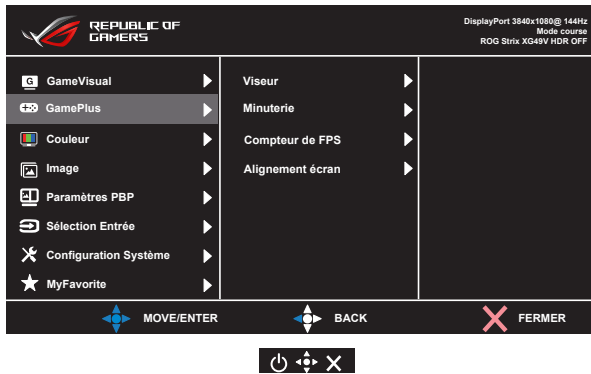 REPUBLIC OF
GAMERS
DisplayPort 3840x1080@ 144Hz
Mode course
ROG Strix XG49V HDR OFF
G GameVisual
GamePlus
Couleur
Image
Paramètres PBP
Sélection Entrée
Configuration Système
MyFavorite
Viseur
Minuterie
Compteur de FPS
Alignement écran
MOVE/ENTER
BACK
FERMER